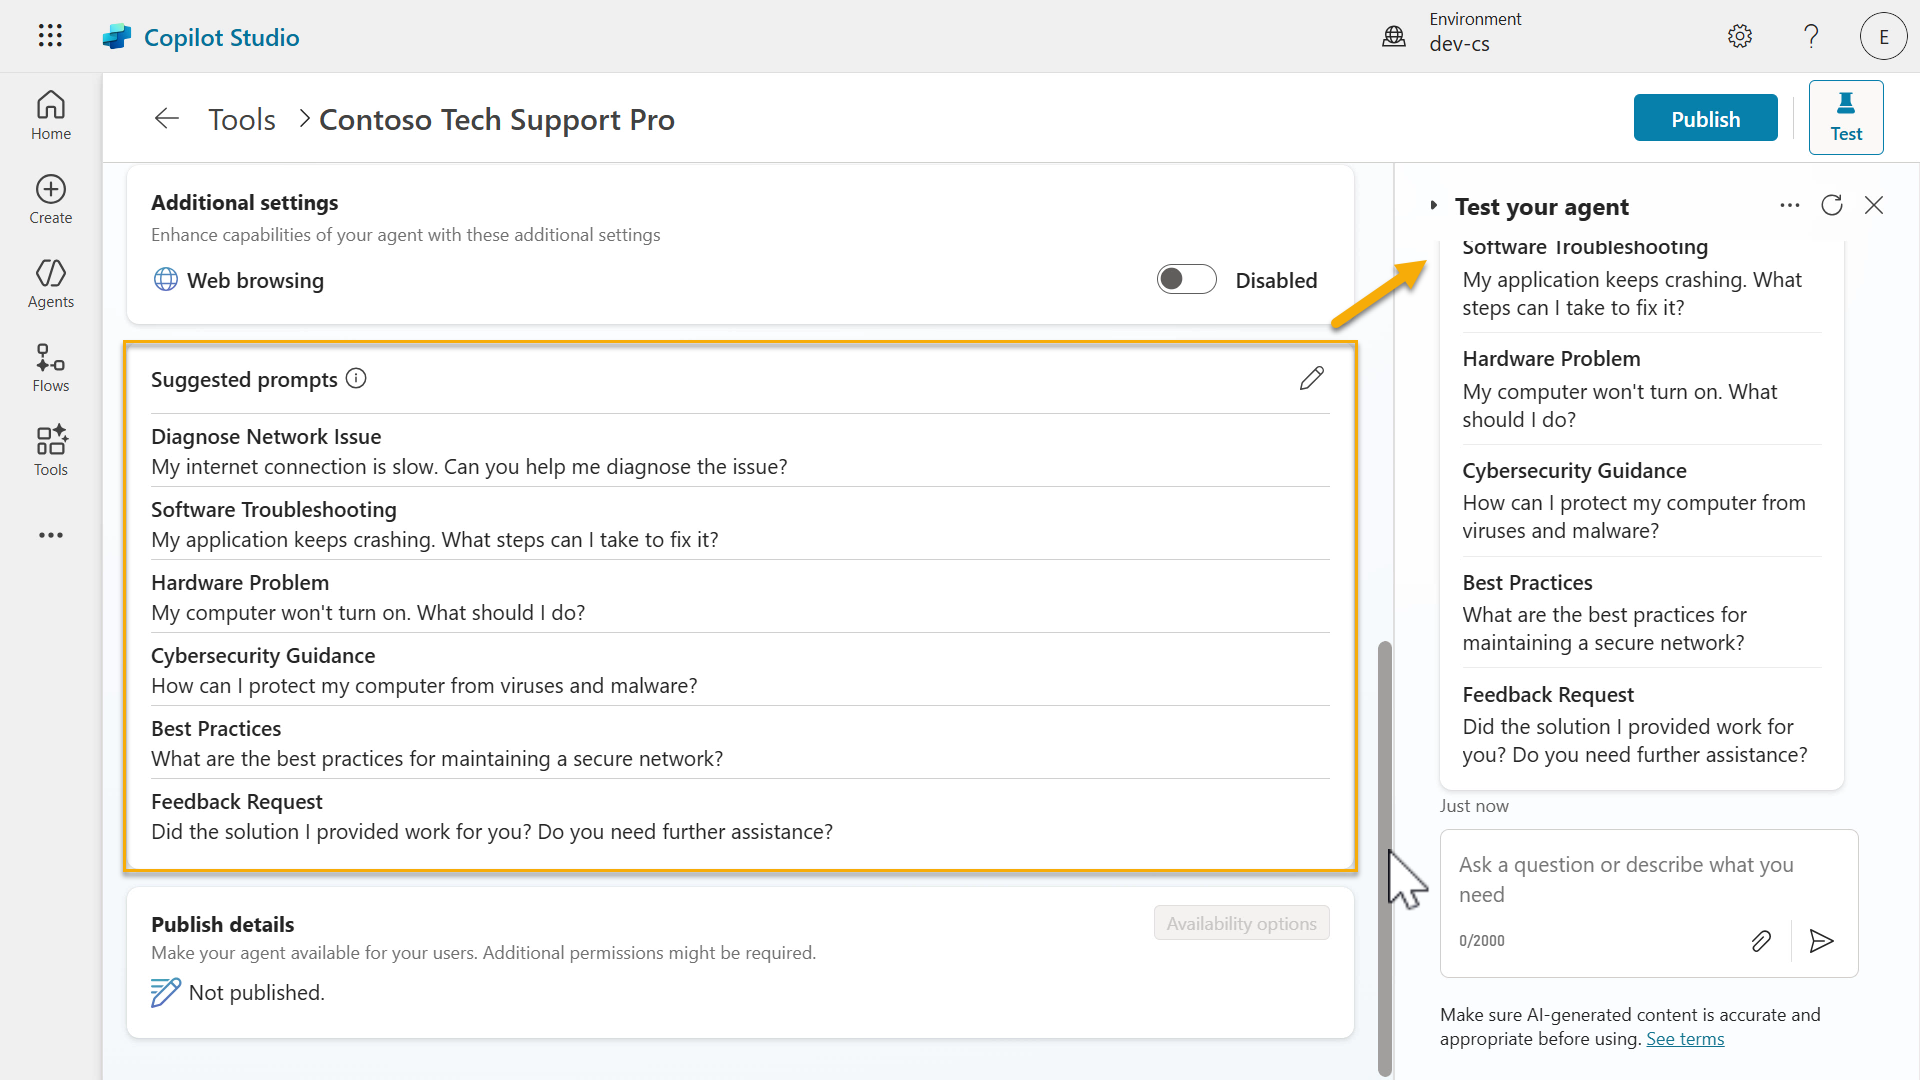 Copilot Studio
Environment
dev-cs
E
Home
Create
Agents
Flows
Tools
Tools > Contoso Tech Support Pro
Publish
Test
Additional settings
Enhance capabilities of your agent with these additional settings
Web browsing
Disabled
Suggested prompts
Diagnose Network Issue
My internet connection is slow. Can you help me diagnose the issue?
Software Troubleshooting
My application keeps crashing. What steps can I take to fix it?
Hardware Problem
My computer won't turn on. What should I do?
Cybersecurity Guidance
How can I protect my computer from viruses and malware?
Best Practices
What are the best practices for maintaining a secure network?
Feedback Request
Did the solution I provided work for you? Do you need further assistance?
Publish details
Make your agent available for your users. Additional permissions might be required.
Availability options
Not published.
Test your agent
Software Troubleshooting
My application keeps crashing. What
steps can I take to fix it?
Hardware Problem
My computer won't turn on. What
should I do?
Cybersecurity Guidance
How can I protect my computer from
viruses and malware?
Best Practices
What are the best practices for
maintaining a secure network?
Feedback Request
Did the solution I provided work for
you? Do you need further assistance?
Just now
Ask a question or describe what you
need
0/2000
Make sure AI-generated content is accurate and
appropriate before using. See terms